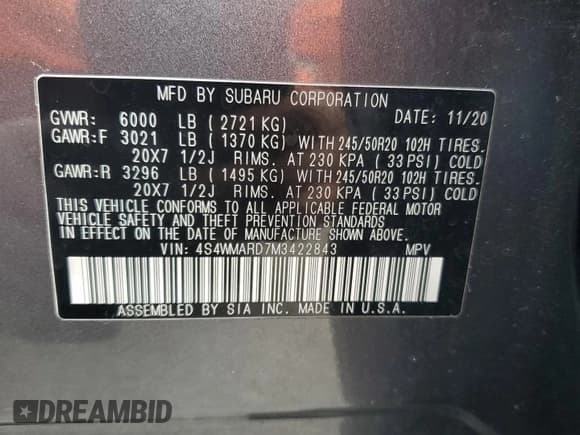 MFD BY SUBARU CORPORATION
GVWR: 6000 LB ( 2721 KG) DATE: 11/20
GAWR:F 3021 LB ( 1370 KG) WITH 245/50R20 102H TIRES.
20X7 1/2J RIMS. AT 230 KPA ( 33 PSI) COLD
GAWR:R 3296 LB ( 1495 KG) WITH 245/50R20 102H TIRES.
20X7 1/2J RIMS. AT 230 KPA ( 33 PSI) COLD
THIS VEHICLE CONFORMS TO ALL APPLICABLE FEDERAL MOTOR
VEHICLE SAFETY AND THEFT PREVENTION STANDARDS
IN EFFECT ON THE DATE OF MANUFACTURE SHOWN ABOVE.
VIN: 4S4WMARD7M3422843 MPV
ASSEMBLED BY SIA INC. MADE IN U.S.A.
DREAMBID